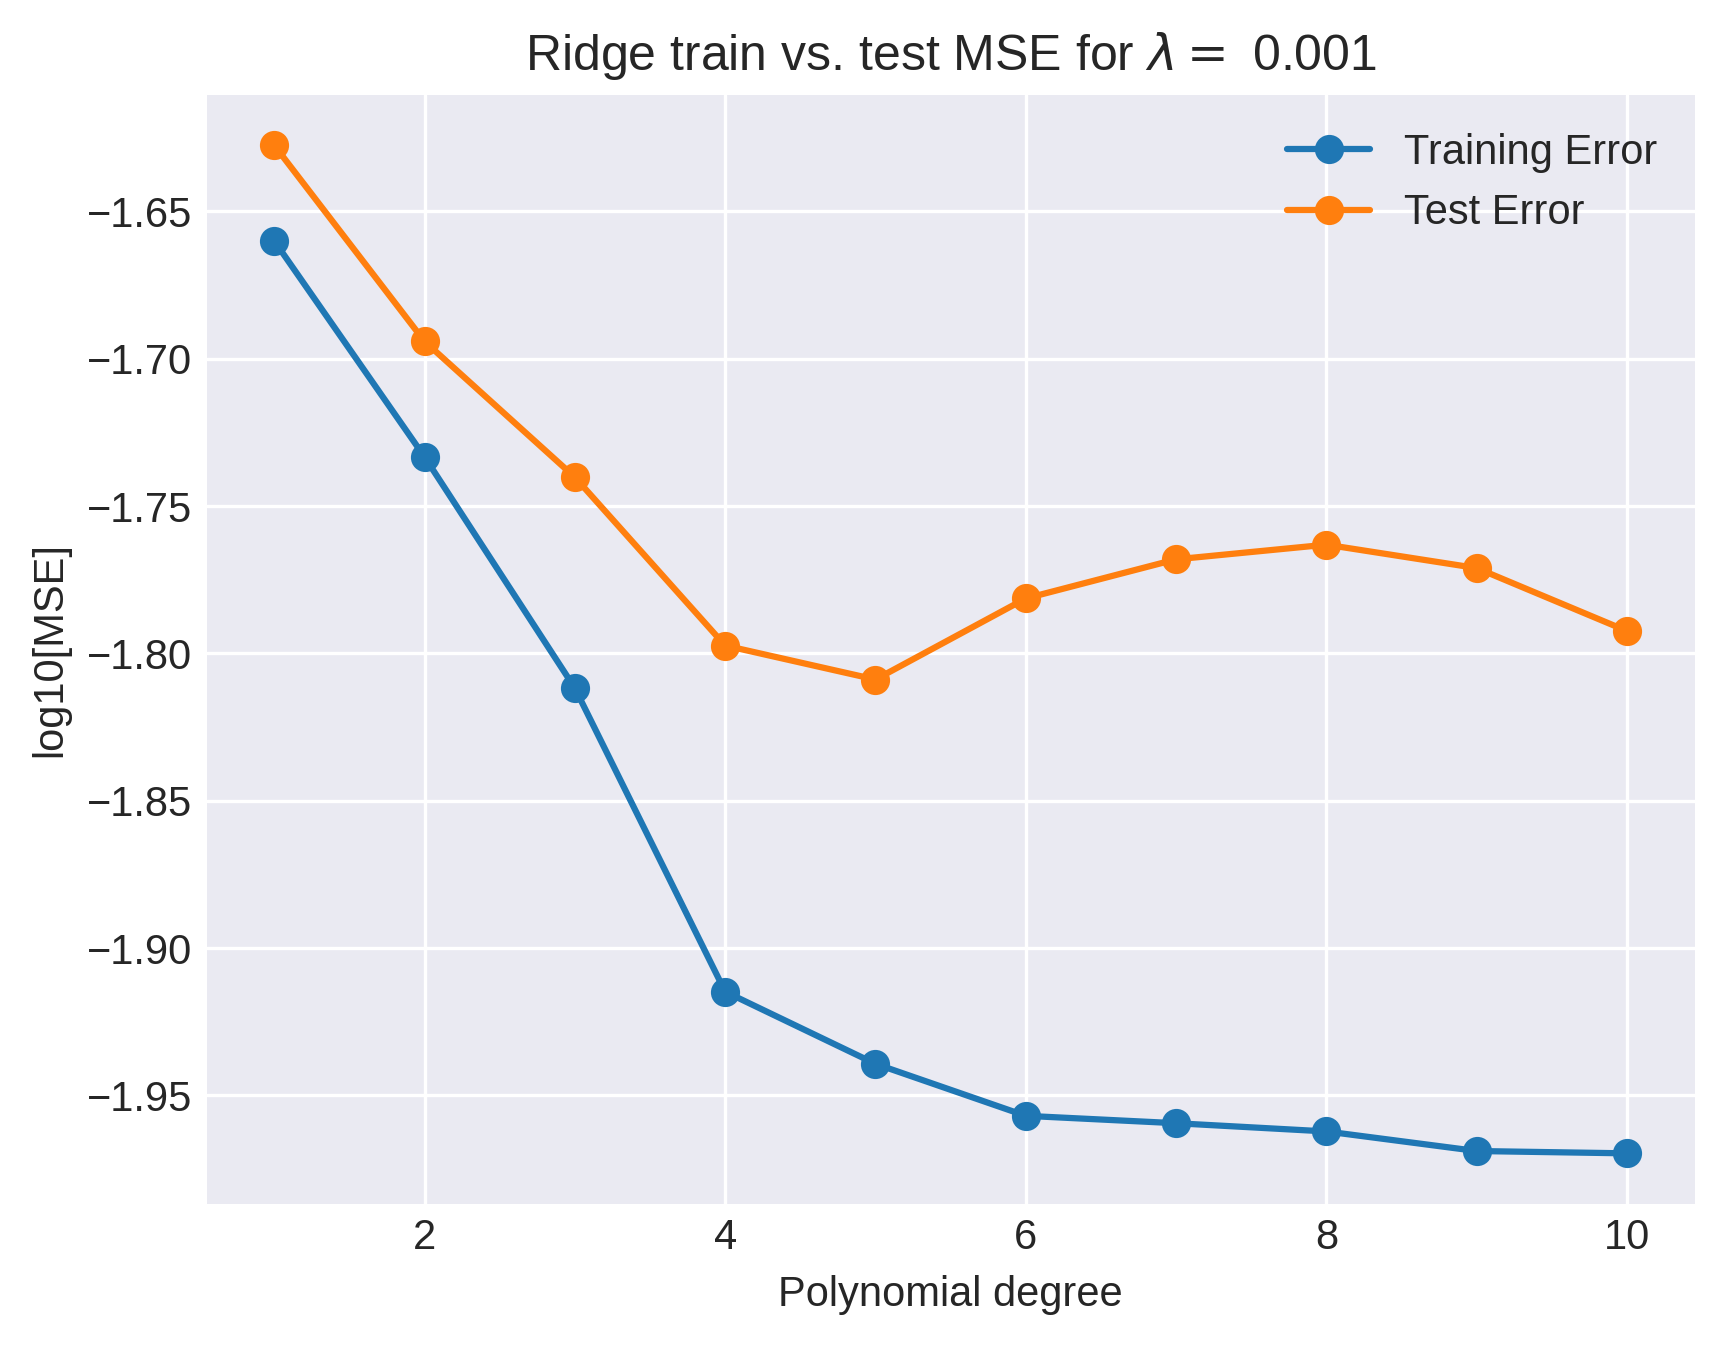 Ridge train vs. test MSE for λ = 0.001
Training Error
Test Error
−1.65
−1.70
−1.75
−1.80
−1.85
−1.90
−1.95
log10[MSE]
2 4 6 8 10
Polynomial degree